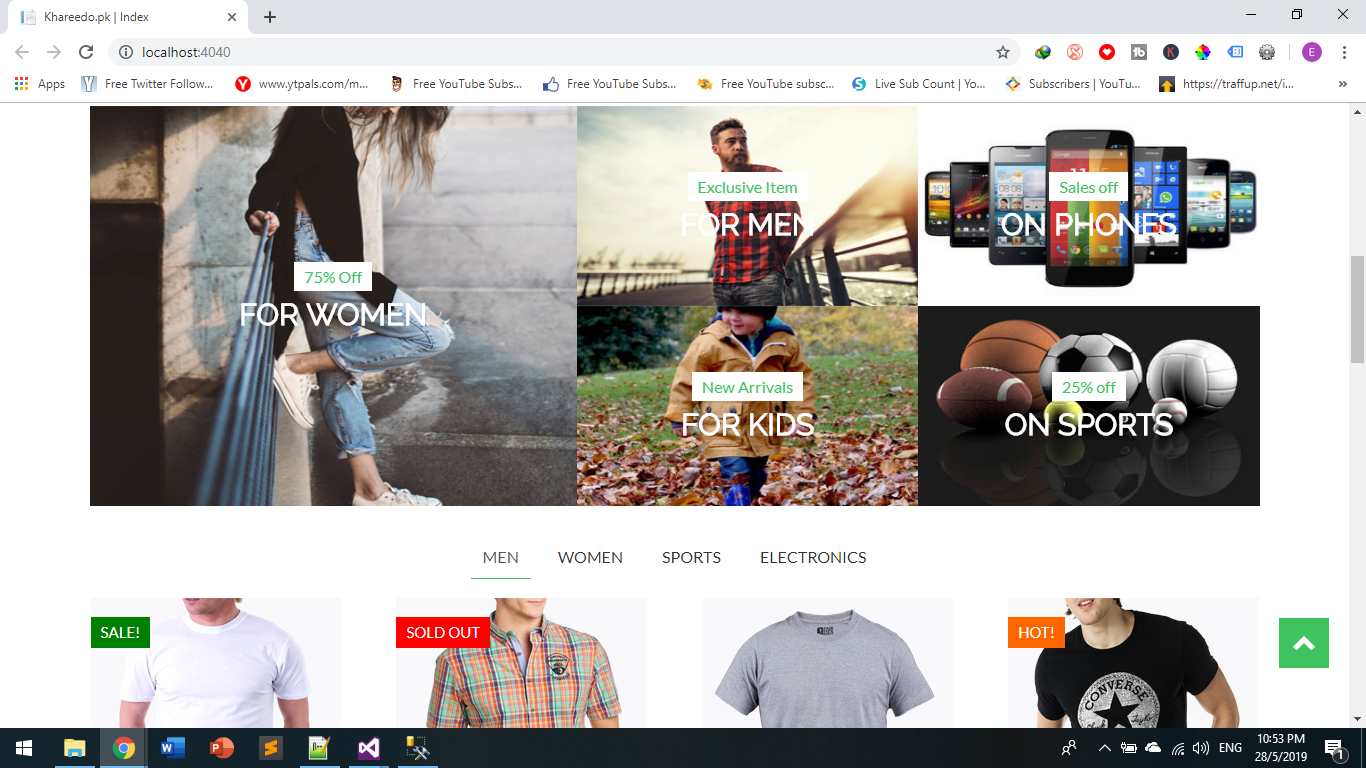 Khareedo.pk | Index
localhost:4040
Apps
Free Twitter Follow...
www.ytpals.com/m...
Free YouTube Subs...
Free YouTube Subs...
Free YouTube subsc...
Live Sub Count | Yo...
Subscribers | YouTu...
https://traffup.net/i...
75% Off
FOR WOMEN
Exclusive Item
FOR MEN
Sales off
ON PHONES
New Arrivals
FOR KIDS
25% off
ON SPORTS
MEN
WOMEN
SPORTS
ELECTRONICS
SALE!
SOLD OUT
HOT!
CONVERSE
ENG
10:53 PM
28/5/2019
1